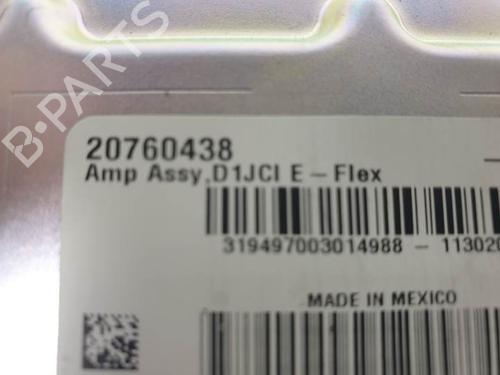 B-PARTS
20760438
Amp Assy,D1JCI E-Flex
319497003014988 - 11302
MADE IN MEXICO